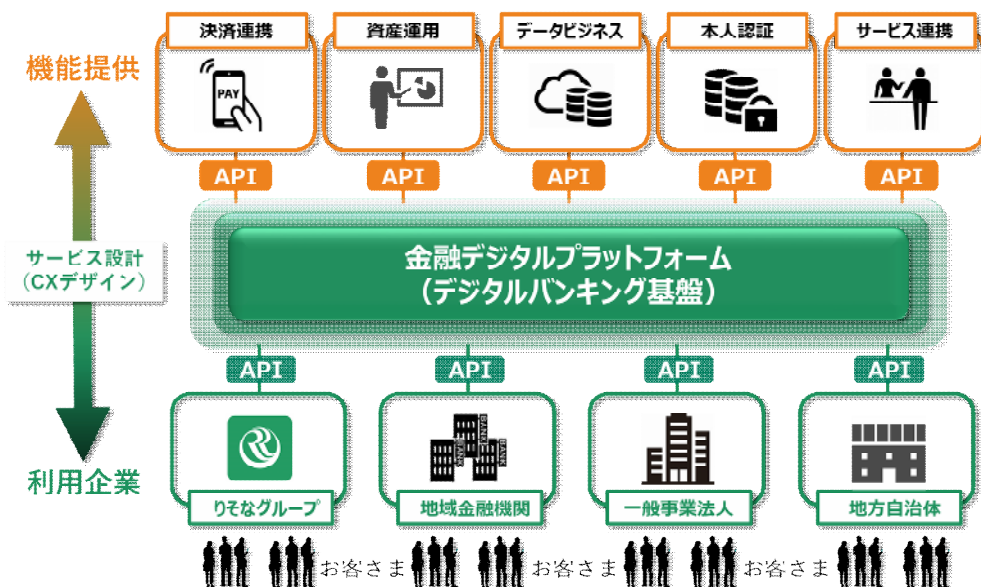 決済連携
資産運用
データビジネス
本人認証
サービス連携
機能提供
PAY
API
API
API
API
API
サービス設計
（CXデザイン）
金融デジタルプラットフォーム
（デジタルバンキング基盤）
API
API
API
API
BANK
BANK
BANK
利用企業
りそなグループ
地域金融機関
一般事業法人
地方自治体
お客さま
お客さま
お客さま